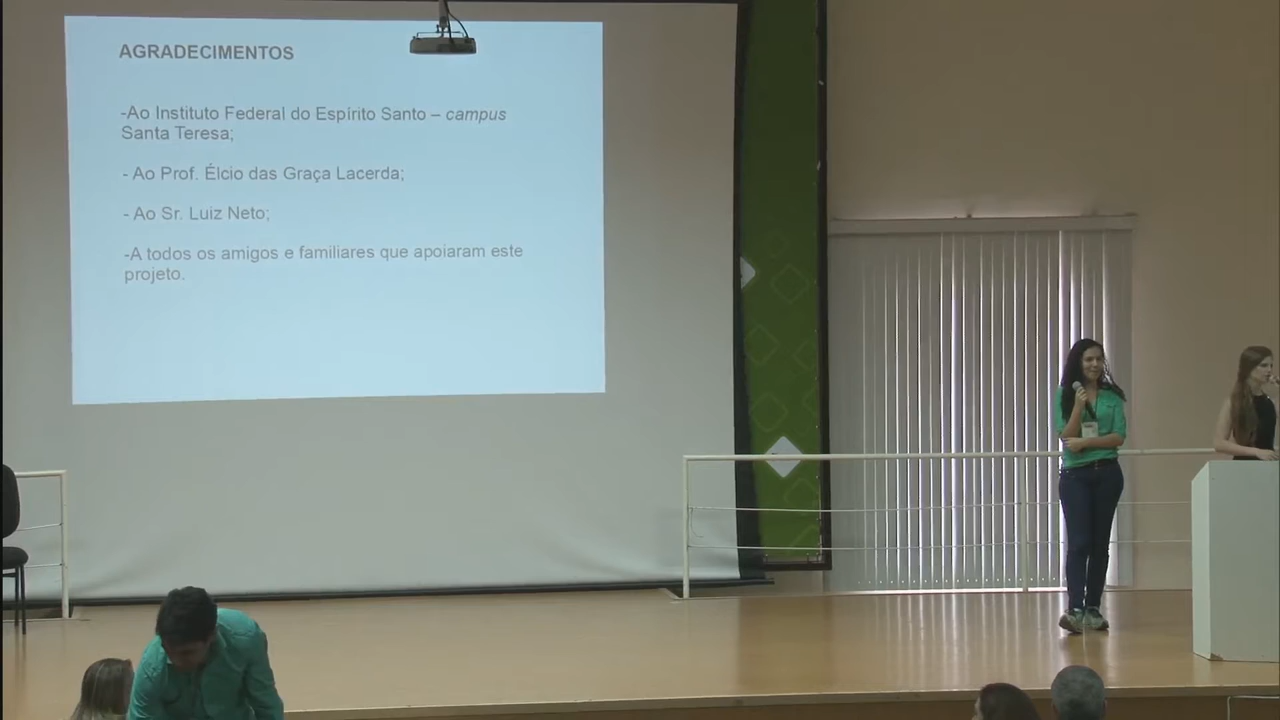 AGRADECIMENTOS
-Ao Instituto Federal do Espírito Santo – campus
Santa Teresa;
- Ao Prof. Élcio das Graça Lacerda;
- Ao Sr. Luiz Neto;
-A todos os amigos e familiares que apoiaram este
projeto.